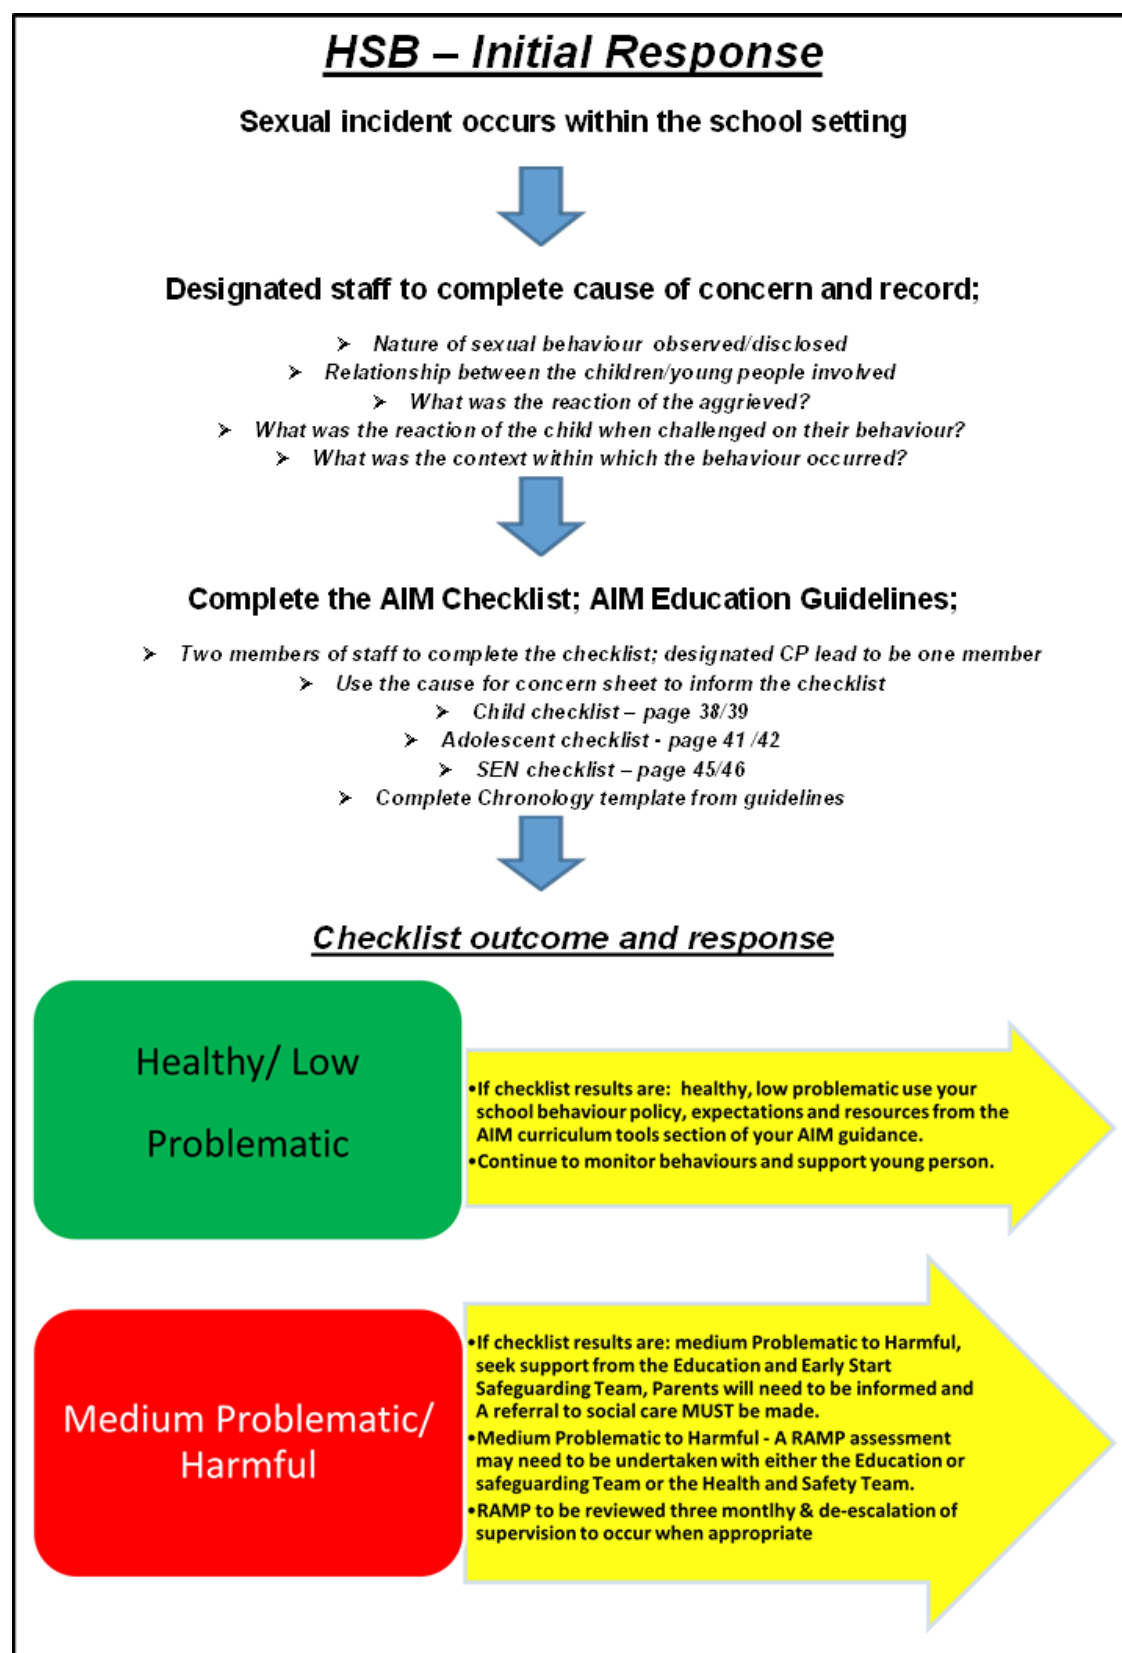 HSB – Initial Response
Sexual incident occurs within the school setting
Designated staff to complete cause of concern and record;
➢ Nature of sexual behaviour observed/disclosed
➢ Relationship between the children/young people involved
➢ What was the reaction of the aggrieved?
➢ What was the reaction of the child when challenged on their behaviour?
➢ What was the context within which the behaviour occurred?
Complete the AIM Checklist; AIM Education Guidelines;
➢ Two members of staff to complete the checklist; designated CP lead to be one member
➢ Use the cause for concern sheet to inform the checklist
➢ Child checklist – page 38/39
➢ Adolescent checklist - page 41 /42
➢ SEN checklist – page 45/46
➢ Complete Chronology template from guidelines
Checklist outcome and response
Healthy/ Low
Problematic
•If checklist results are: healthy, low problematic use your
school behaviour policy, expectations and resources from the
AIM curriculum tools section of your AIM guidance.
•Continue to monitor behaviours and support young person.
Medium Problematic/
Harmful
•If checklist results are: medium Problematic to Harmful,
seek support from the Education and Early Start
Safeguarding Team, Parents will need to be informed and
A referral to social care MUST be made.
•Medium Problematic to Harmful - A RAMP assessment
may need to be undertaken with either the Education or
safeguarding Team or the Health and Safety Team.
•RAMP to be reviewed three montlhy & de-escalation of
supervision to occur when appropriate